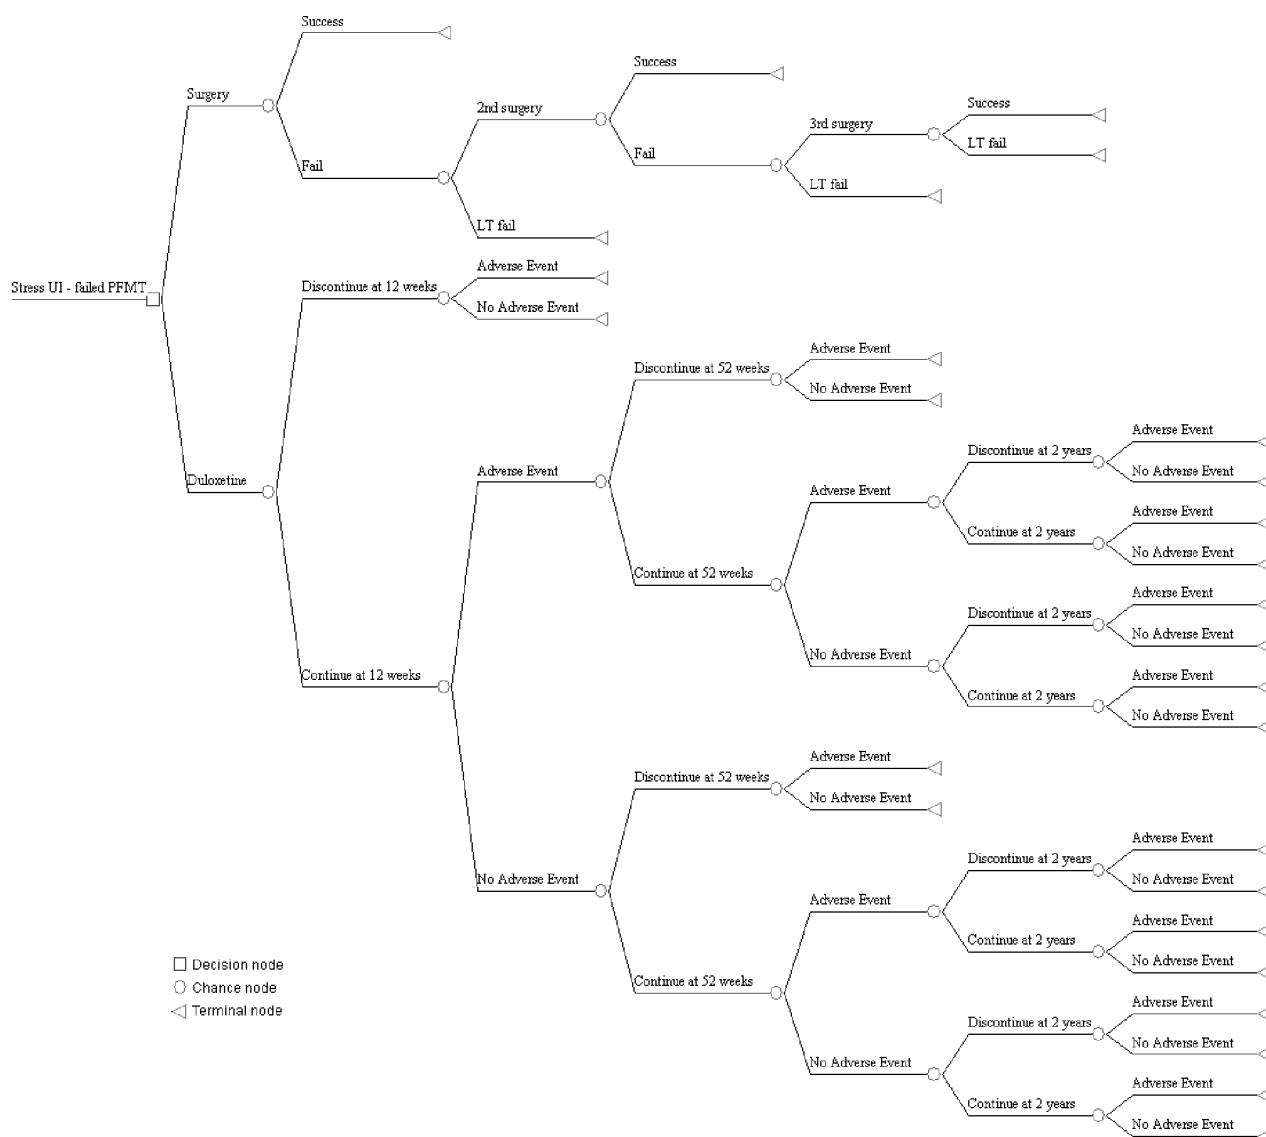 Success
Surgery
Success
2nd surgery
Success
3rd surgery
Fail
LT fail
Fail
LT fail
LT fail
Stress UI - failed PFMT
Discontinue at 12 weeks
Adverse Event
No Adverse Event
Duloxetine
Continue at 12 weeks
Adverse Event
Discontinue at 52 weeks
Adverse Event
No Adverse Event
Continue at 52 weeks
Adverse Event
Discontinue at 2 years
Adverse Event
No Adverse Event
Continue at 2 years
Adverse Event
No Adverse Event
No Adverse Event
Discontinue at 2 years
Adverse Event
No Adverse Event
Continue at 2 years
Adverse Event
No Adverse Event
No Adverse Event
Discontinue at 52 weeks
Adverse Event
No Adverse Event
Continue at 52 weeks
Adverse Event
Discontinue at 2 years
Adverse Event
No Adverse Event
Continue at 2 years
Adverse Event
No Adverse Event
No Adverse Event
Discontinue at 2 years
Adverse Event
No Adverse Event
Continue at 2 years
Adverse Event
No Adverse Event
Decision node
Chance node
Terminal node